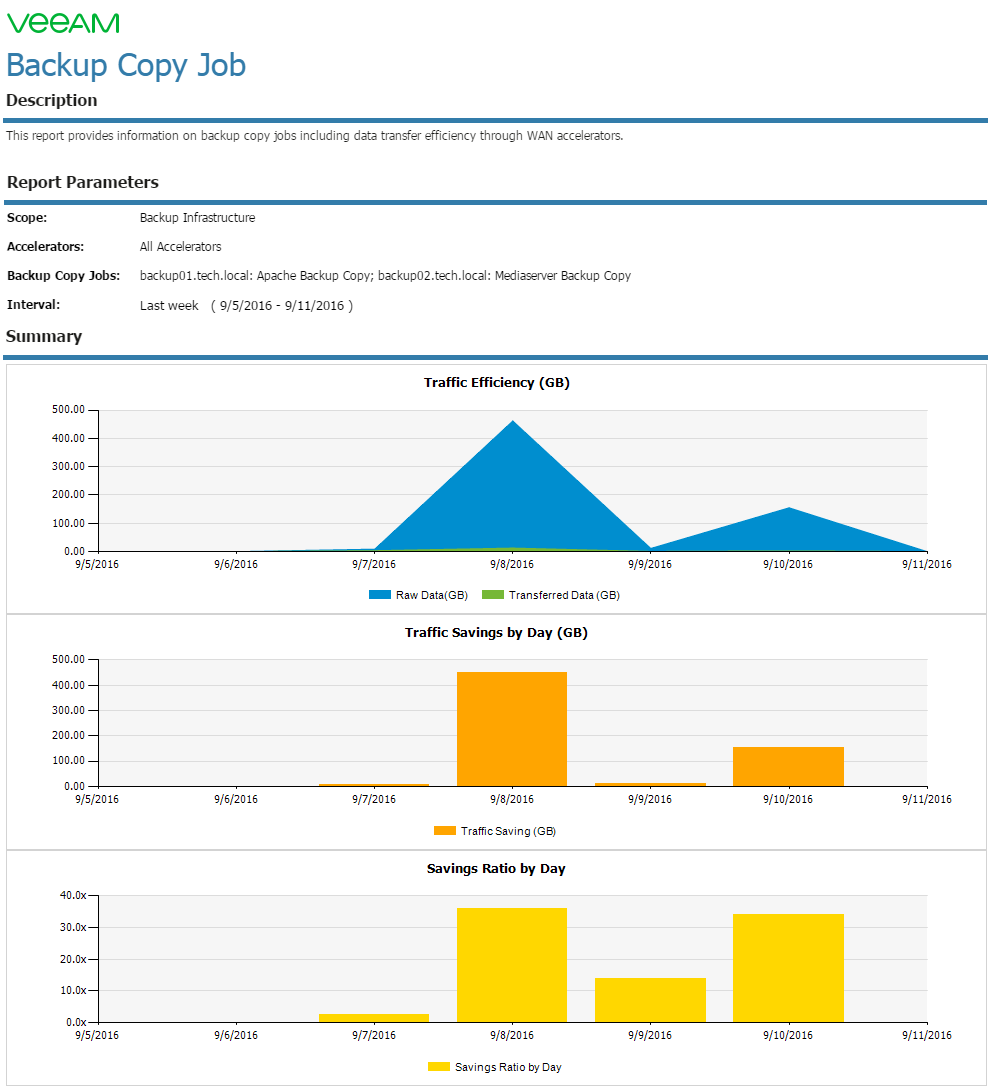 veeam
Backup Copy Job
Description
This report provides information on backup copy jobs including data transfer efficiency through WAN accelerators.
Report Parameters
Scope: Backup Infrastructure
Accelerators: All Accelerators
Backup Copy Jobs: backup01.tech.local: Apache Backup Copy; backup02.tech.local: Mediaserver Backup Copy
Interval: Last week ( 9/5/2016 - 9/11/2016 )
Summary
Traffic Efficiency (GB)
500.00
400.00
300.00
200.00
100.00
0.00
9/5/2016 9/6/2016 9/7/2016 9/8/2016 9/9/2016 9/10/2016 9/11/2016
Raw Data(GB) Transferred Data (GB)
Traffic Savings by Day (GB)
500.00
400.00
300.00
200.00
100.00
0.00
9/5/2016 9/6/2016 9/7/2016 9/8/2016 9/9/2016 9/10/2016 9/11/2016
Traffic Saving (GB)
Savings Ratio by Day
40.0x
30.0x
20.0x
10.0x
0.0x
9/5/2016 9/6/2016 9/7/2016 9/8/2016 9/9/2016 9/10/2016 9/11/2016
Savings Ratio by Day